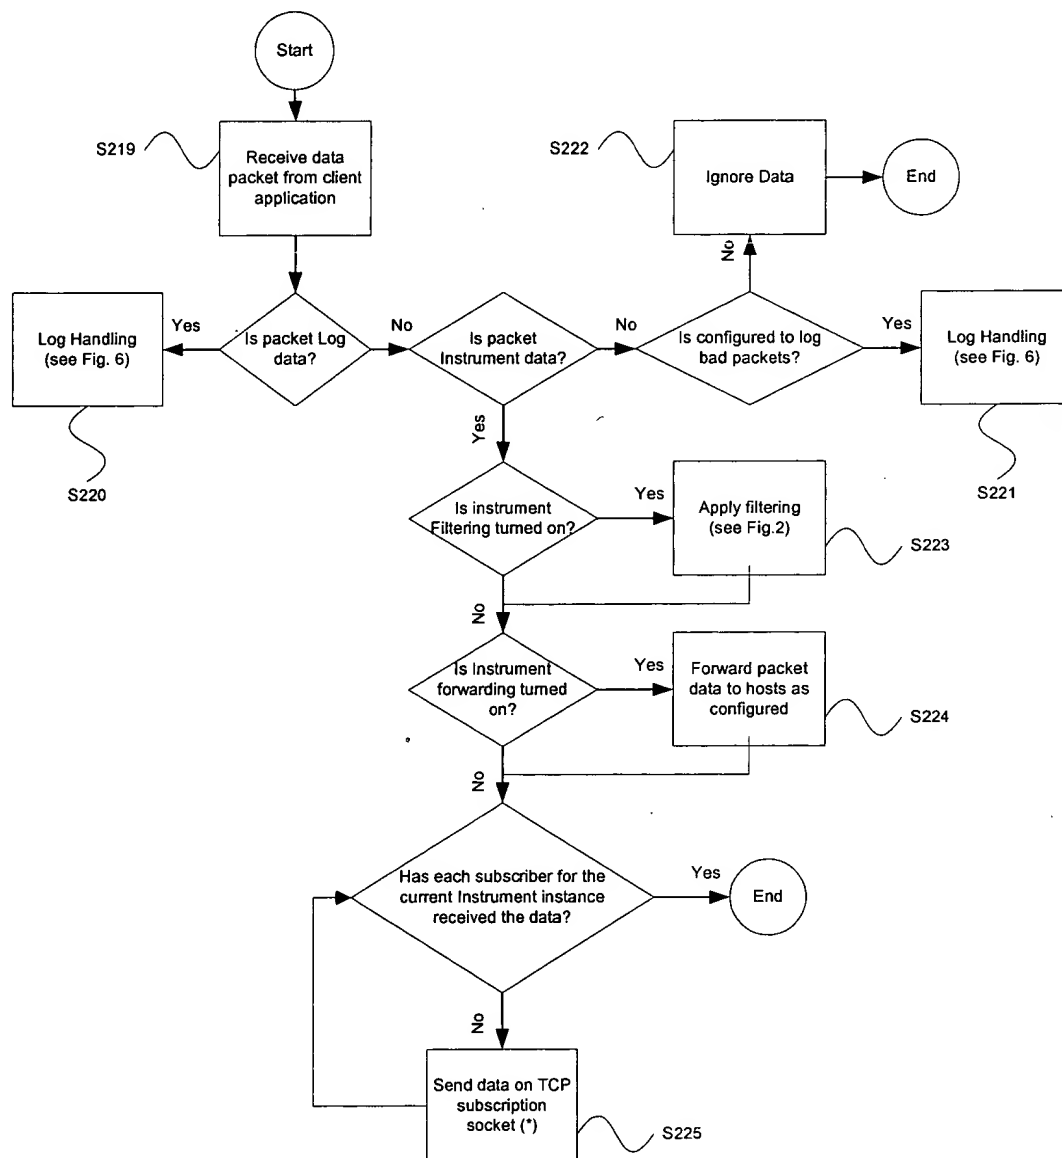 Start
S219
Receive data
packet from client
application
S222
Ignore Data
End
No
Log Handling
(see Fig. 6)
Yes
Is packet Log
data?
No
Is packet
Instrument data?
No
Is configured to log
bad packets?
Yes
Log Handling
(see Fig. 6)
S220
Yes
S221
Is instrument
Filtering turned on?
Yes
Apply filtering
(see Fig.2)
S223
No
Is Instrument
forwarding turned
on?
Yes
Forward packet
data to hosts as
configured
S224
No
Has each subscriber for the
current Instrument instance
received the data?
Yes
End
No
Send data on TCP
subscription
socket (*)
S225